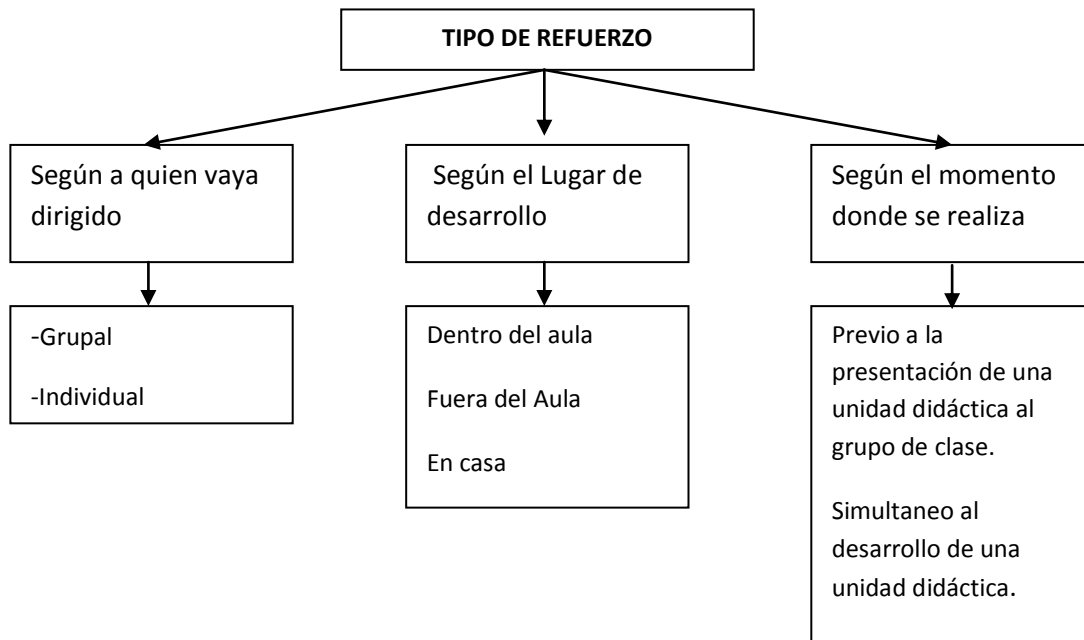 TIPO DE REFUERZO
Según a quien vaya
dirigido
Según el Lugar de
desarrollo
Según el momento
donde se realiza
-Grupal
-Individual
Dentro del aula
Fuera del Aula
En casa
Previo a la
presentación de una
unidad didáctica al
grupo de clase.
Simultaneo al
desarrollo de una
unidad didáctica.